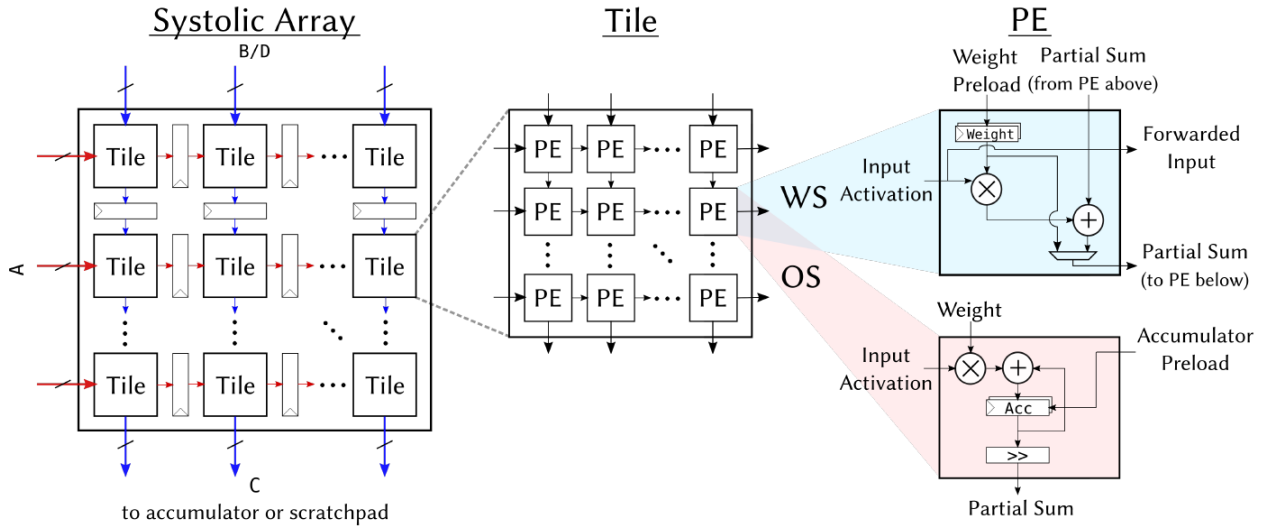 Systolic Array
B/D
Tile Tile Tile
A
Tile Tile Tile
Tile Tile Tile
C
to accumulator or scratchpad
Tile
PE PE PE
PE PE PE
PE PE PE
WS
OS
PE
Weight
Preload
Partial Sum
(from PE above)
Weight
Input
Activation
Forwarded
Input
×
+
Partial Sum
(to PE below)
Weight
Accumulator
Preload
Input
Activation
× +
Acc
>>
Partial Sum